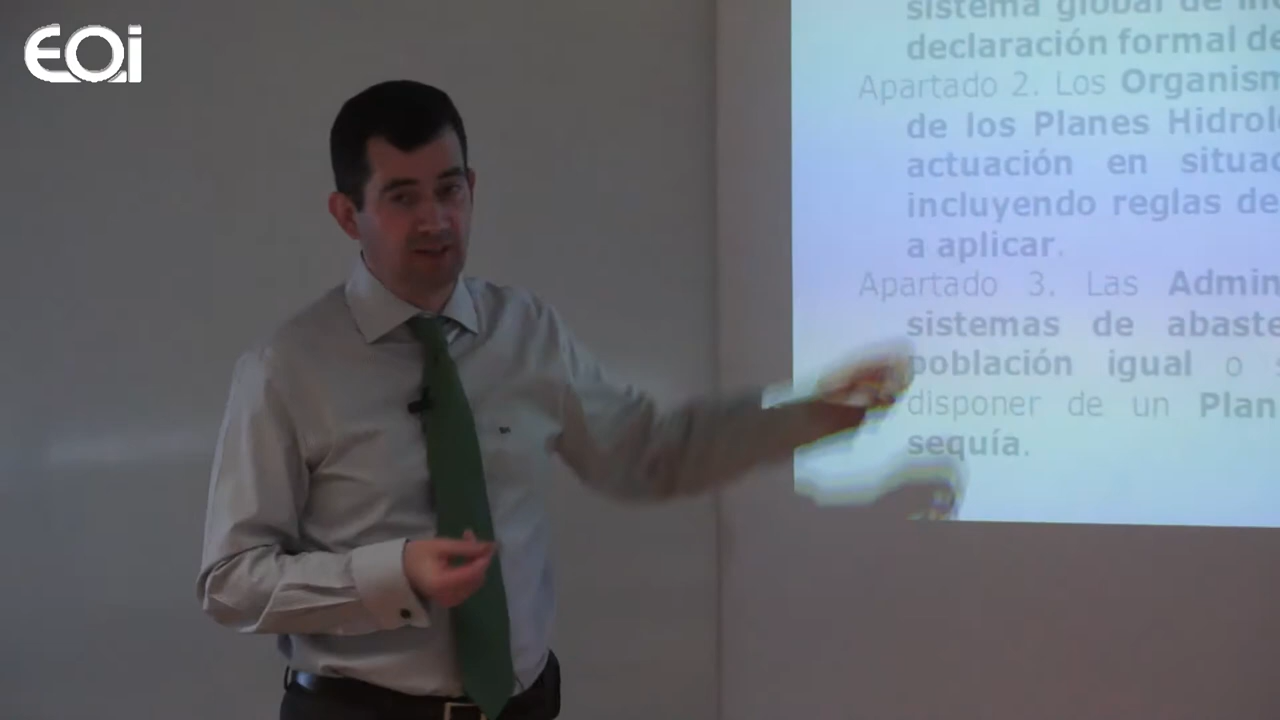 EOi
sistema global de
declaración formal de
Apartado 2. Los Organism
de los Planes Hidrol
actuación en situac
incluyendo reglas de
a aplicar.
Apartado 3. Las Admin
sistemas de abaste
población igual o s
disponer de un Plan
sequía.